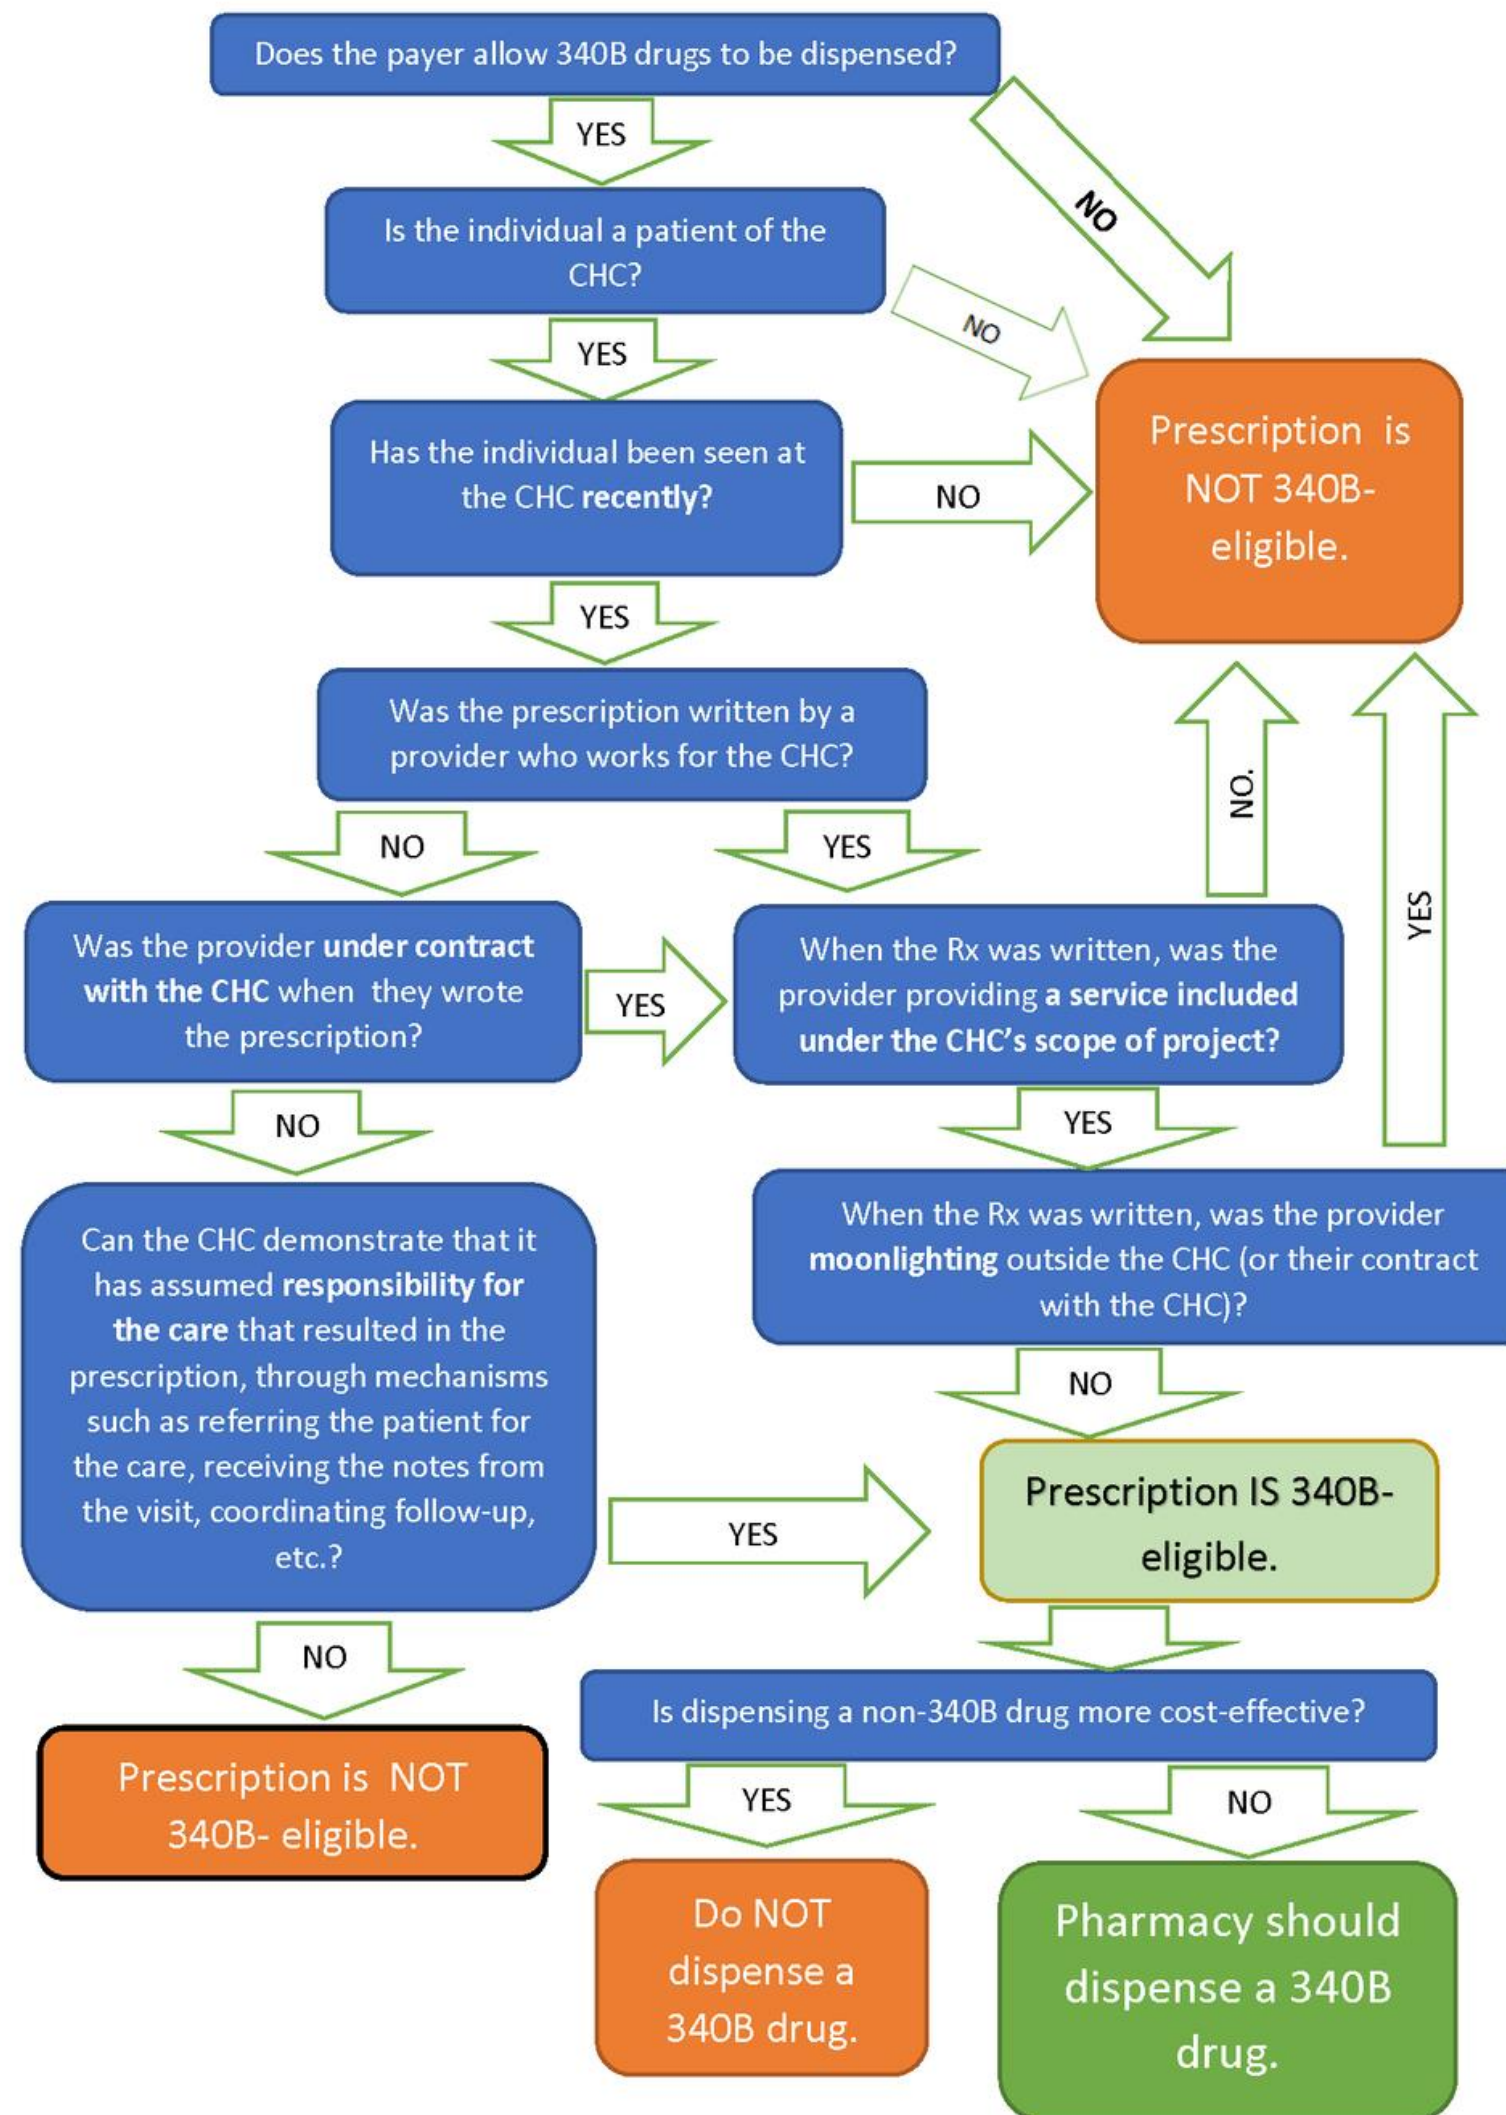 Does the payer allow 340B drugs to be dispensed?
YES
NO
Is the individual a patient of the
CHC?
NO
YES
Has the individual been seen at
the CHC recently?
NO
Prescription is
NOT 340B-
eligible.
YES
Was the prescription written by a
provider who works for the CHC?
NO
YES
NO.
YES
Was the provider under contract
with the CHC when they wrote
the prescription?
YES
When the Rx was written, was the
provider providing a service included
under the CHC’s scope of project?
NO
YES
Can the CHC demonstrate that it
has assumed responsibility for
the care that resulted in the
prescription, through mechanisms
such as referring the patient for
the care, receiving the notes from
the visit, coordinating follow-up,
etc.?
When the Rx was written, was the provider
moonlighting outside the CHC (or their contract
with the CHC)?
NO
YES
Prescription IS 340B-
eligible.
NO
Is dispensing a non-340B drug more cost-effective?
Prescription is NOT
340B- eligible.
YES
NO
Do NOT
dispense a
340B drug.
Pharmacy should
dispense a 340B
drug.